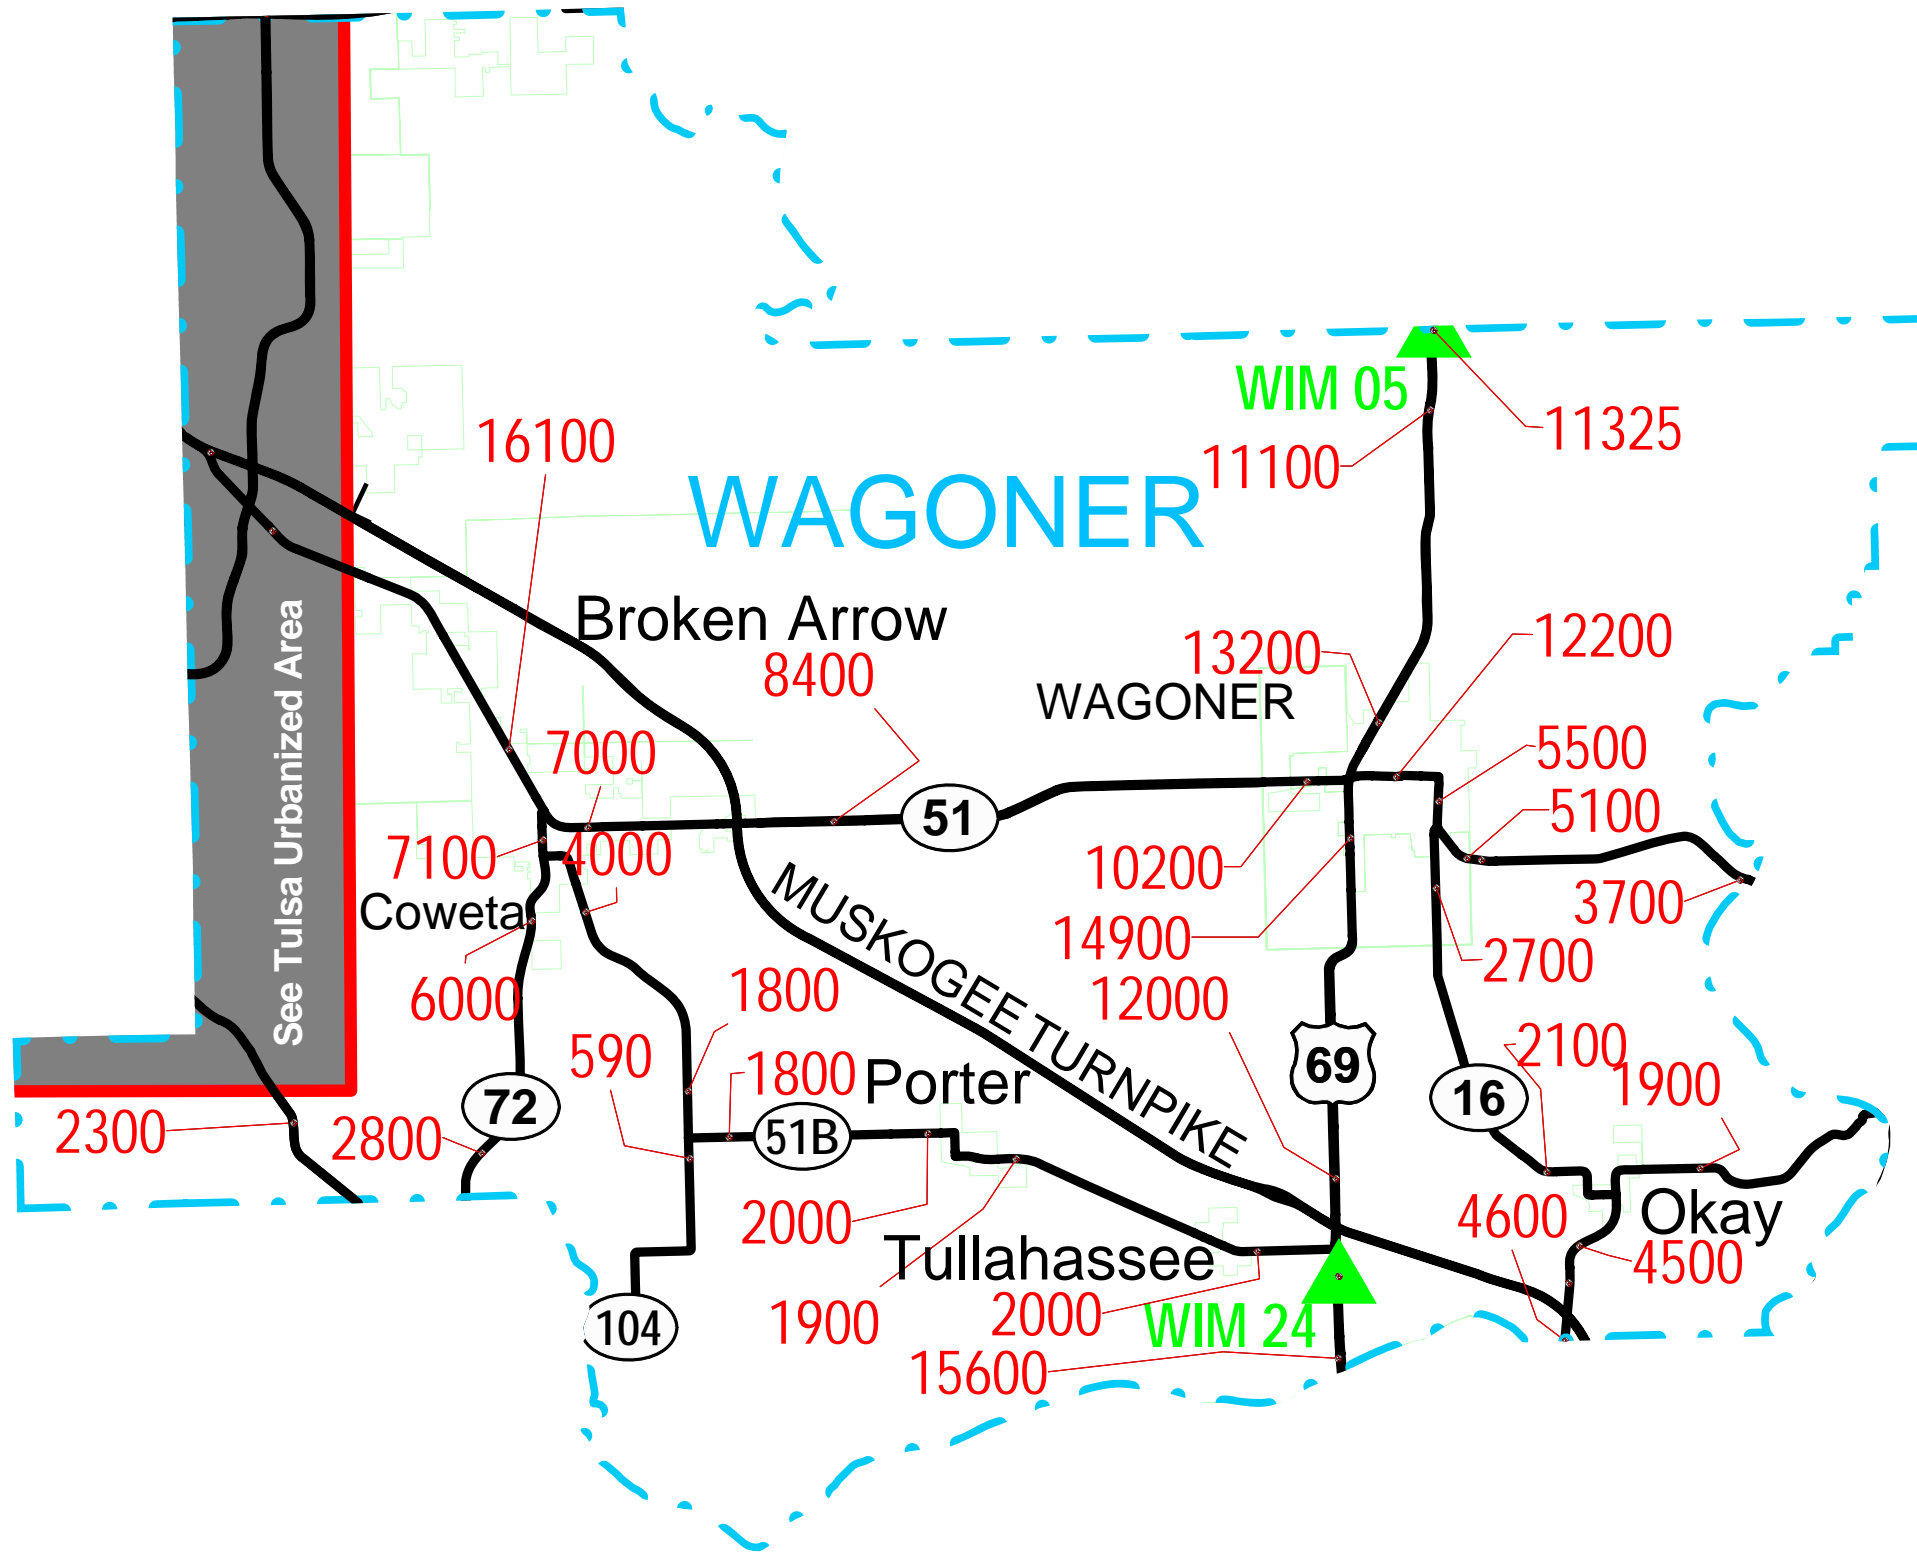 WIM 05
16100
11325
11100
WAGONER
Broken Arrow
13200
12200
8400
WAGONER
7000
5500
5100
51
7100
4000
10200
3700
Coweta
14900
MUSKOGEE TURNPIKE
See Tulsa Urbanized Area
2700
6000
1800
12000
590
1800
Porter
69
2100
1900
72
16
2300
2800
51B
2000
4600
Okay
Tullahassee
4500
1900
2000
WIM 24
104
15600